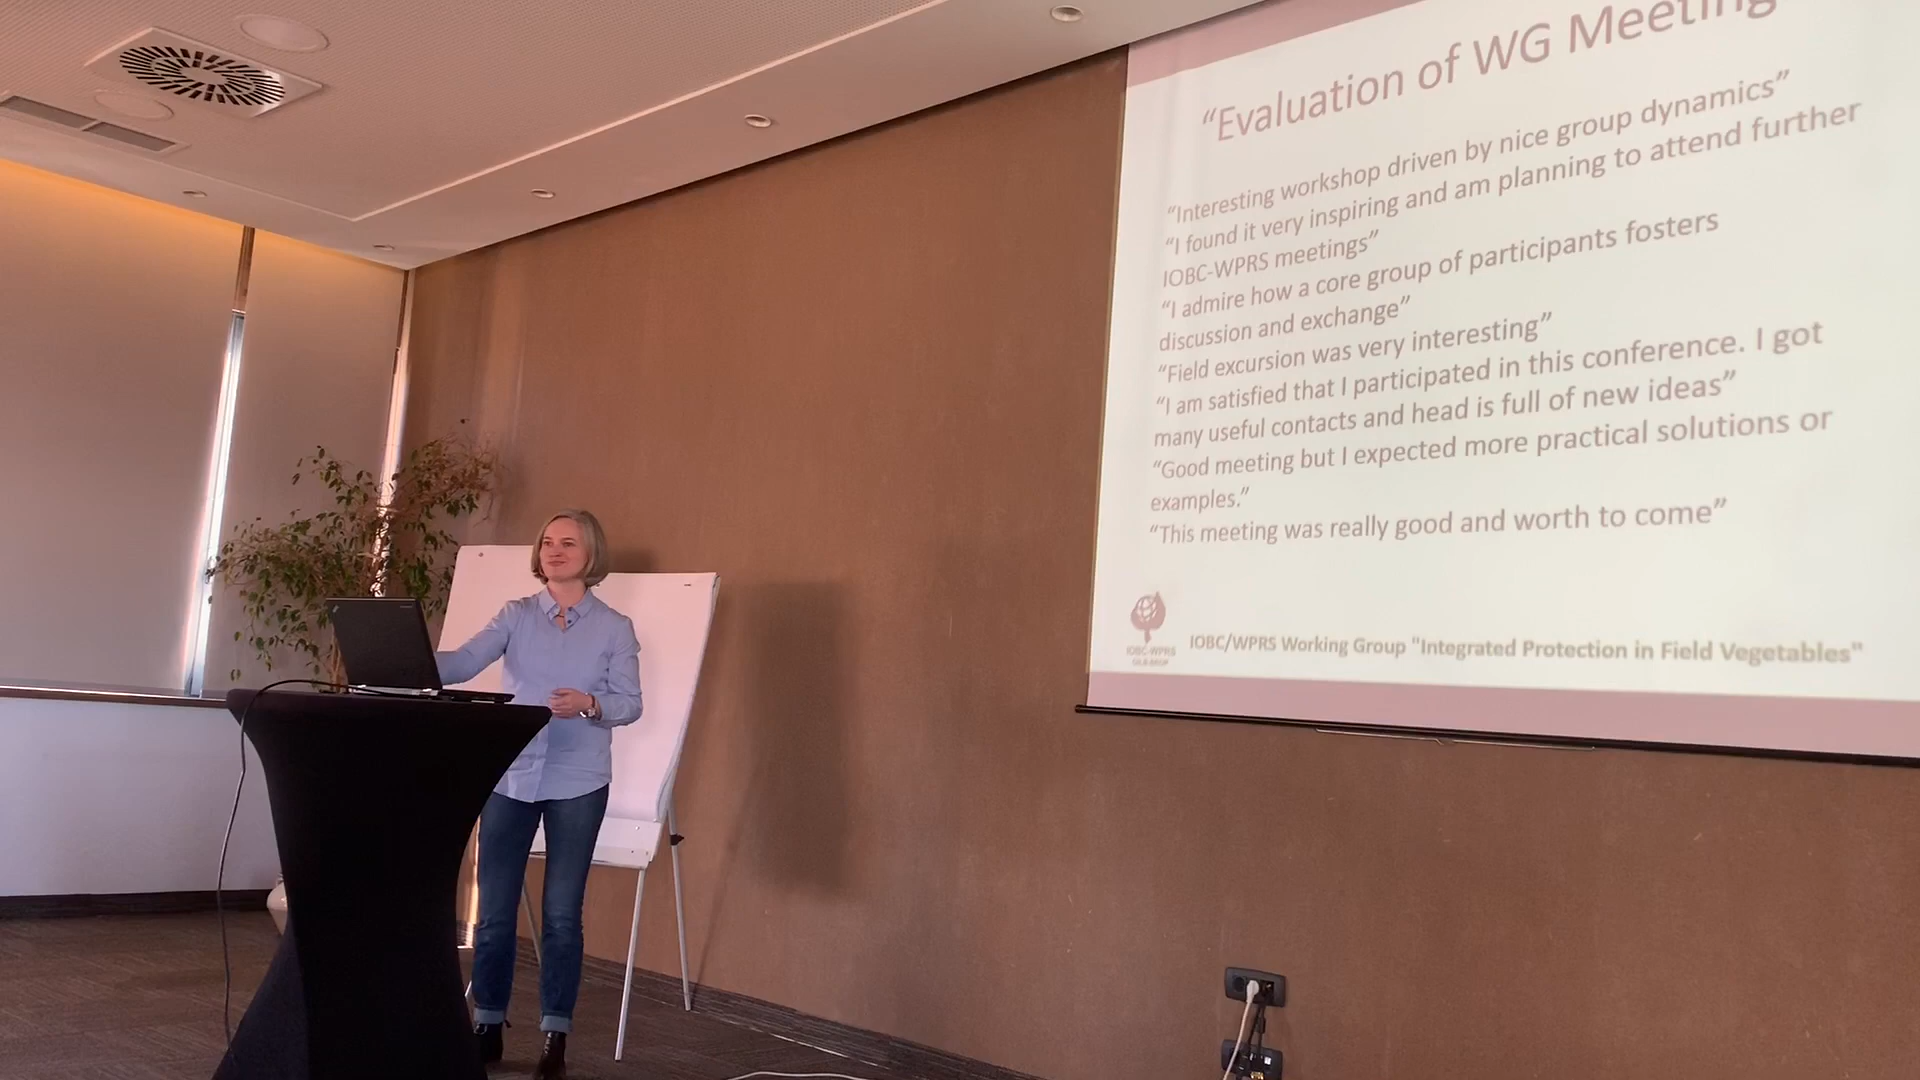 “Evaluation of WG Meeting
“Interesting workshop driven by nice group dynamics”
“I found it very inspiring and am planning to attend further
IOBC-WPRS meetings”
“I admire how a core group of participants fosters
discussion and exchange”
“Field excursion was very interesting”
“I am satisfied that I participated in this conference. I got
many useful contacts and head is full of new ideas”
“Good meeting but I expected more practical solutions or
examples.”
“This meeting was really good and worth to come”
IOBC-WPRS
IOBC/WPRS Working Group "Integrated Protection in Field Vegetables"